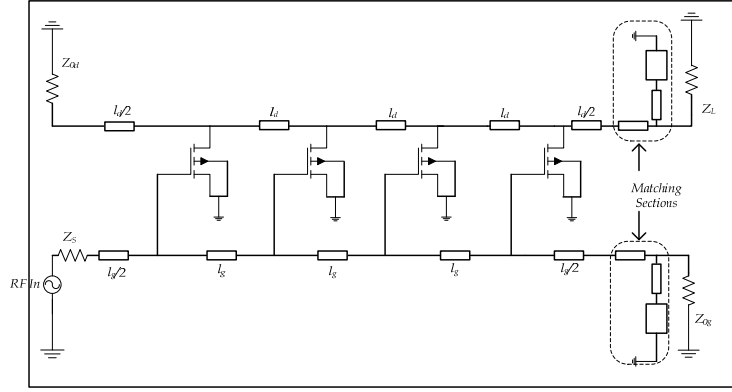 Z0d
ld/2
ld
ld
ld
ld/2
ZL
Matching
Sections
ZS
lg/2
lg
lg
lg
lg/2
RF In
Z0g